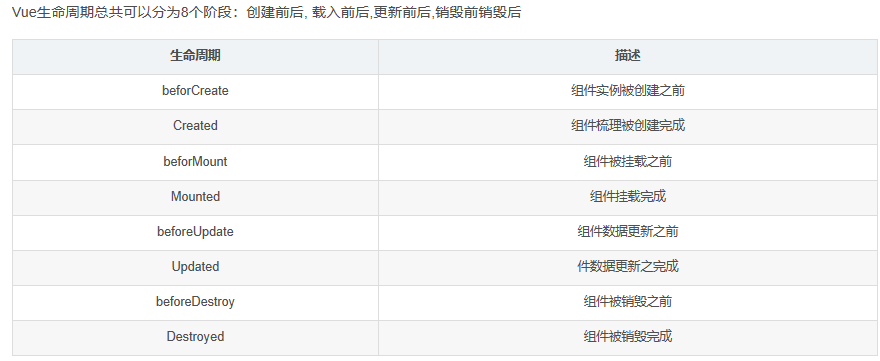 Vue生命周期总共可以分为8个阶段：创建前后, 载入前后,更新前后,销毁前销毁后
生命周期 描述
beforCreate 组件实例被创建之前
Created 组件梳理被创建完成
beforMount 组件被挂载之前
Mounted 组件挂载完成
beforeUpdate 组件数据更新之前
Updated 件数据更新之完成
beforeDestroy 组件被销毁之前
Destroyed 组件被销毁完成